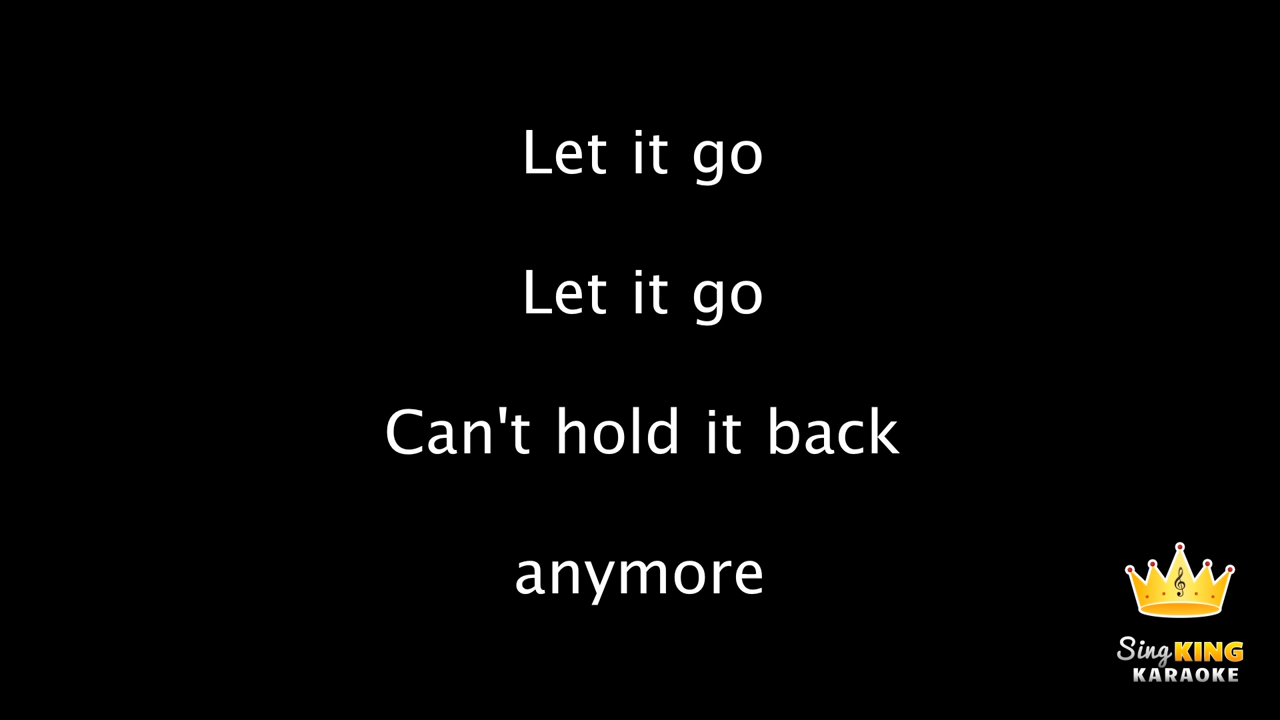 Let it go
Let it go
Can't hold it back
anymore
Sing KING
KARAOKE